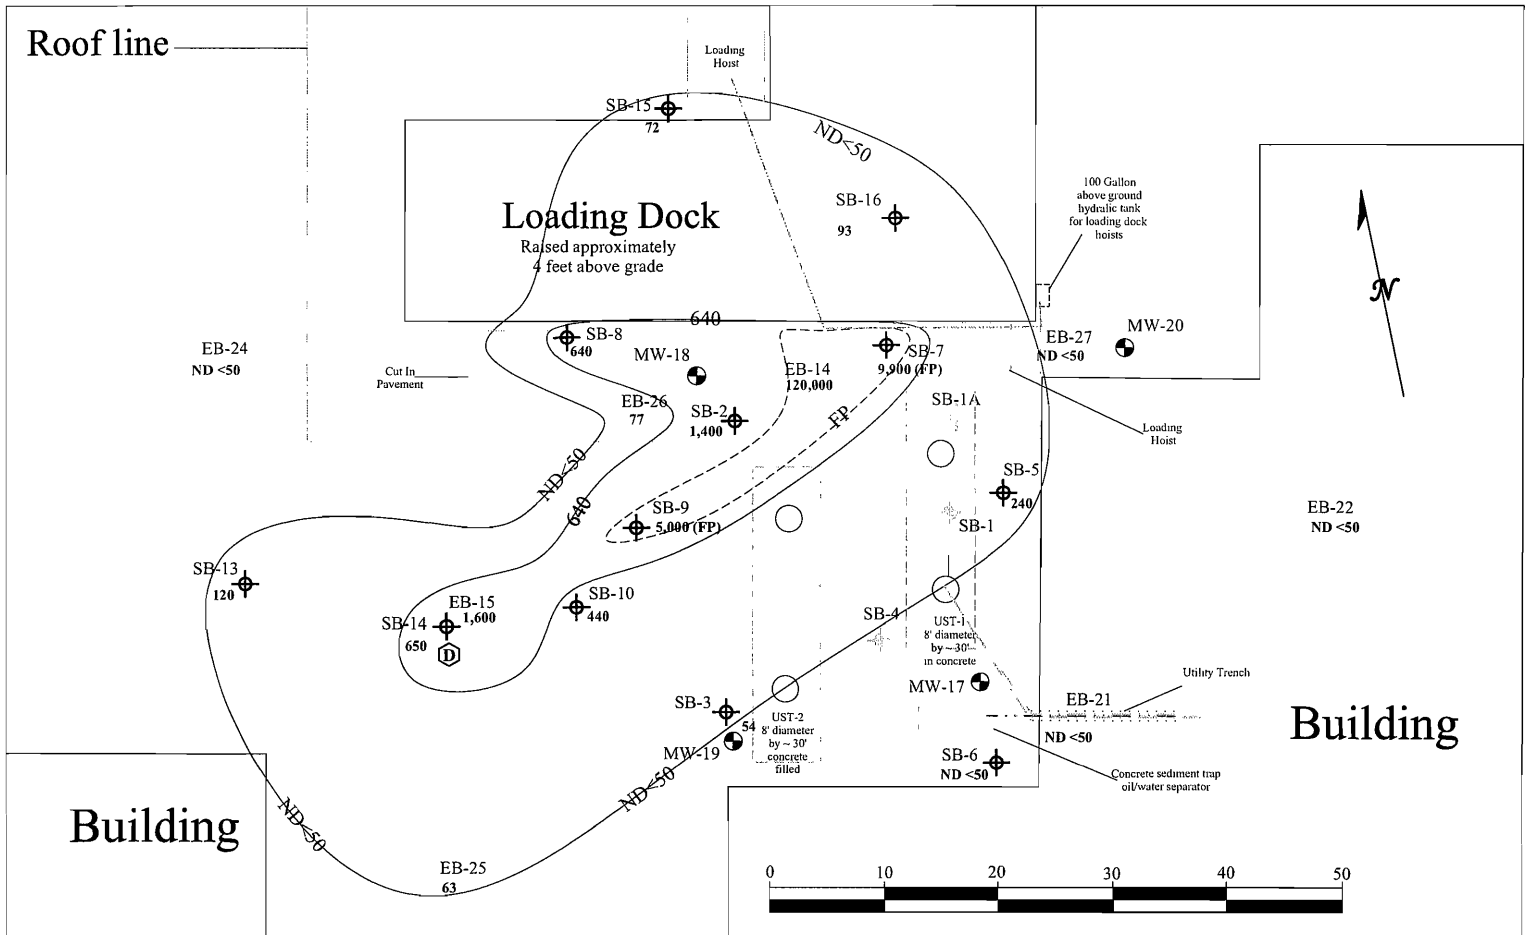 Roof line
Loading
Hoist
SB-15
72
ND<50
100 Gallon
above ground
hydralic tank
for loading dock
hoists
SB-16
93
Loading Dock
Raised approximately
4 feet above grade
N
640
SB-8
640
MW-18
EB-24
ND <50
Cut In
Pavement
EB-14
120,000
SB-7
9,900 (FP)
EB-27
ND <50
MW-20
EB-26
77
SB-2
1,400
FP
SB-1A
Loading
Hoist
ND<50
640
SB-9
5,000 (FP)
SB-5
240
SB-1
EB-22
ND <50
SB-13
120
EB-15
1,600
SB-14
650
D
SB-10
440
SB-4
UST-1
8' diameter
by ~ 30'
in concrete
MW-17
Utility Trench
EB-21
ND <50
SB-3
54
MW-19
UST-2
8' diameter
by ~ 30'
concrete
filled
SB-6
ND <50
Concrete sediment trap
oil/water separator
Building
Building
ND<50
ND<50
EB-25
63
0 10 20 30 40 50